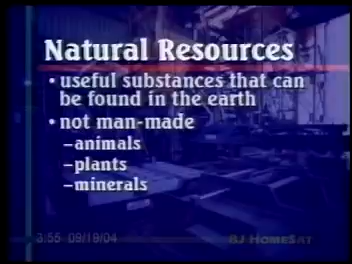 Natural Resources
• useful substances that can
be found in the earth
• not man-made
–animals
–plants
–minerals
3:55 09/19/04
BJ HomeSat